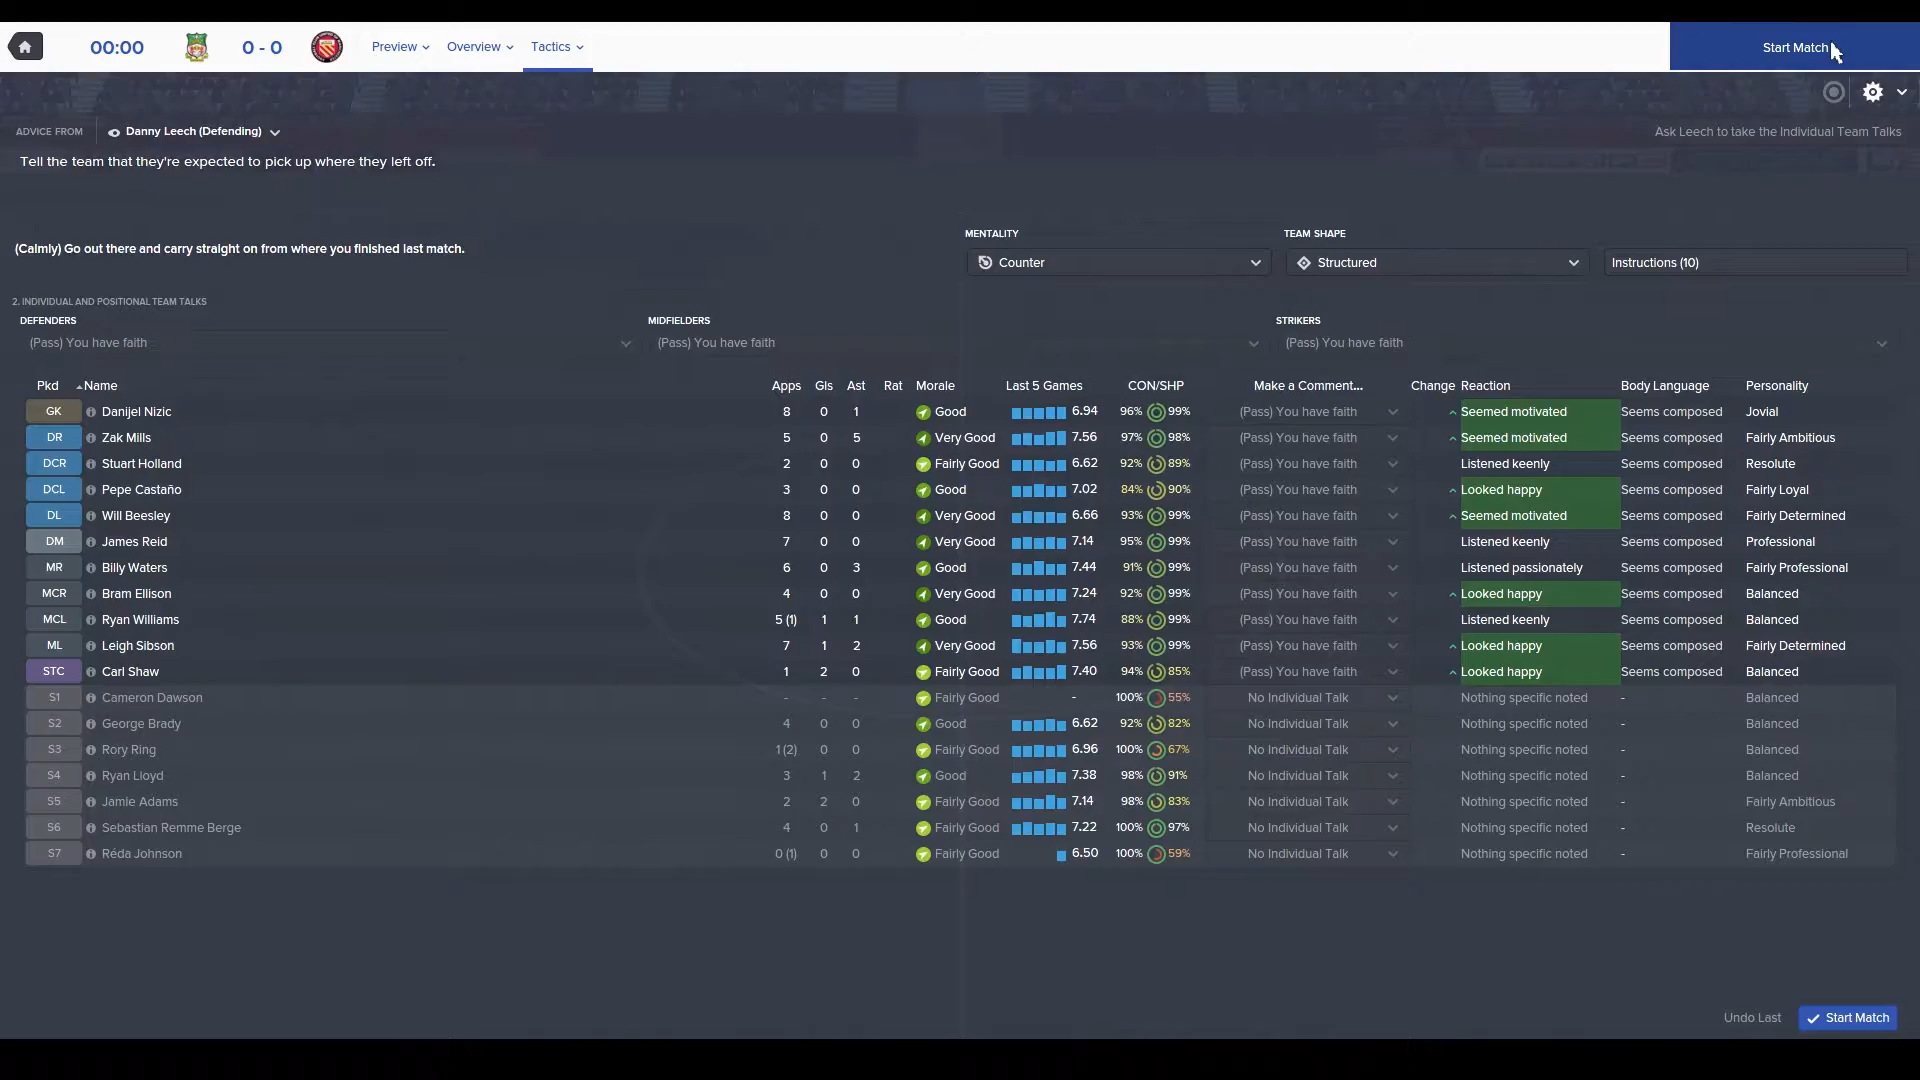 00:00 0 - 0 Preview Overview Tactics Start Match
ADVICE FROM Danny Leech (Defending) Ask Leech to take the Individual Team Talks
Tell the team that they're expected to pick up where they left off.
MENTALITY TEAM SHAPE
(Calmly) Go out there and carry straight on from where you finished last match. Counter Structured Instructions (10)
2. INDIVIDUAL AND POSITIONAL TEAM TALKS
DEFENDERS MIDFIELDERS STRIKERS
(Pass) You have faith (Pass) You have faith (Pass) You have faith
Pkd Name Apps Gls Ast Rat Morale Last 5 Games CON/SHP Make a Comment... Change Reaction Body Language Personality
GK Danijel Nizic 8 0 1 Good 6.94 96% 99% (Pass) You have faith Seemed motivated Seems composed Jovial
DR Zak Mills 5 0 5 Very Good 7.56 97% 98% (Pass) You have faith Seemed motivated Seems composed Fairly Ambitious
DCR Stuart Holland 2 0 0 Fairly Good 6.62 92% 89% (Pass) You have faith Listened keenly Seems composed Resolute
DCL Pepe Castaño 3 0 0 Good 7.02 84% 90% (Pass) You have faith Looked happy Seems composed Fairly Loyal
DL Will Beesley 8 0 0 Very Good 6.66 93% 99% (Pass) You have faith Seemed motivated Seems composed Fairly Determined
DM James Reid 7 0 0 Very Good 7.14 95% 99% (Pass) You have faith Listened keenly Seems composed Professional
MR Billy Waters 6 0 3 Good 7.44 91% 99% (Pass) You have faith Listened passionately Seems composed Fairly Professional
MCR Bram Ellison 4 0 0 Very Good 7.24 92% 99% (Pass) You have faith Looked happy Seems composed Balanced
MCL Ryan Williams 5 (1) 1 1 Good 7.74 88% 99% (Pass) You have faith Listened keenly Seems composed Balanced
ML Leigh Sibson 7 1 2 Very Good 7.56 93% 99% (Pass) You have faith Looked happy Seems composed Fairly Determined
STC Carl Shaw 1 2 0 Fairly Good 7.40 94% 85% (Pass) You have faith Looked happy Seems composed Balanced
S1 Cameron Dawson - - - Fairly Good - 100% 55% No Individual Talk Nothing specific noted - Balanced
S2 George Brady 4 0 0 Good 6.62 92% 82% No Individual Talk Nothing specific noted - Balanced
S3 Rory Ring 1 (2) 0 0 Fairly Good 6.96 100% 67% No Individual Talk Nothing specific noted - Balanced
S4 Ryan Lloyd 3 1 2 Good 7.38 98% 91% No Individual Talk Nothing specific noted - Balanced
S5 Jamie Adams 2 2 0 Fairly Good 7.14 98% 83% No Individual Talk Nothing specific noted - Fairly Ambitious
S6 Sebastian Remme Berge 4 0 1 Fairly Good 7.22 100% 97% No Individual Talk Nothing specific noted - Resolute
S7 Réda Johnson 0 (1) 0 0 Fairly Good 6.50 100% 59% No Individual Talk Nothing specific noted - Fairly Professional
Undo Last Start Match